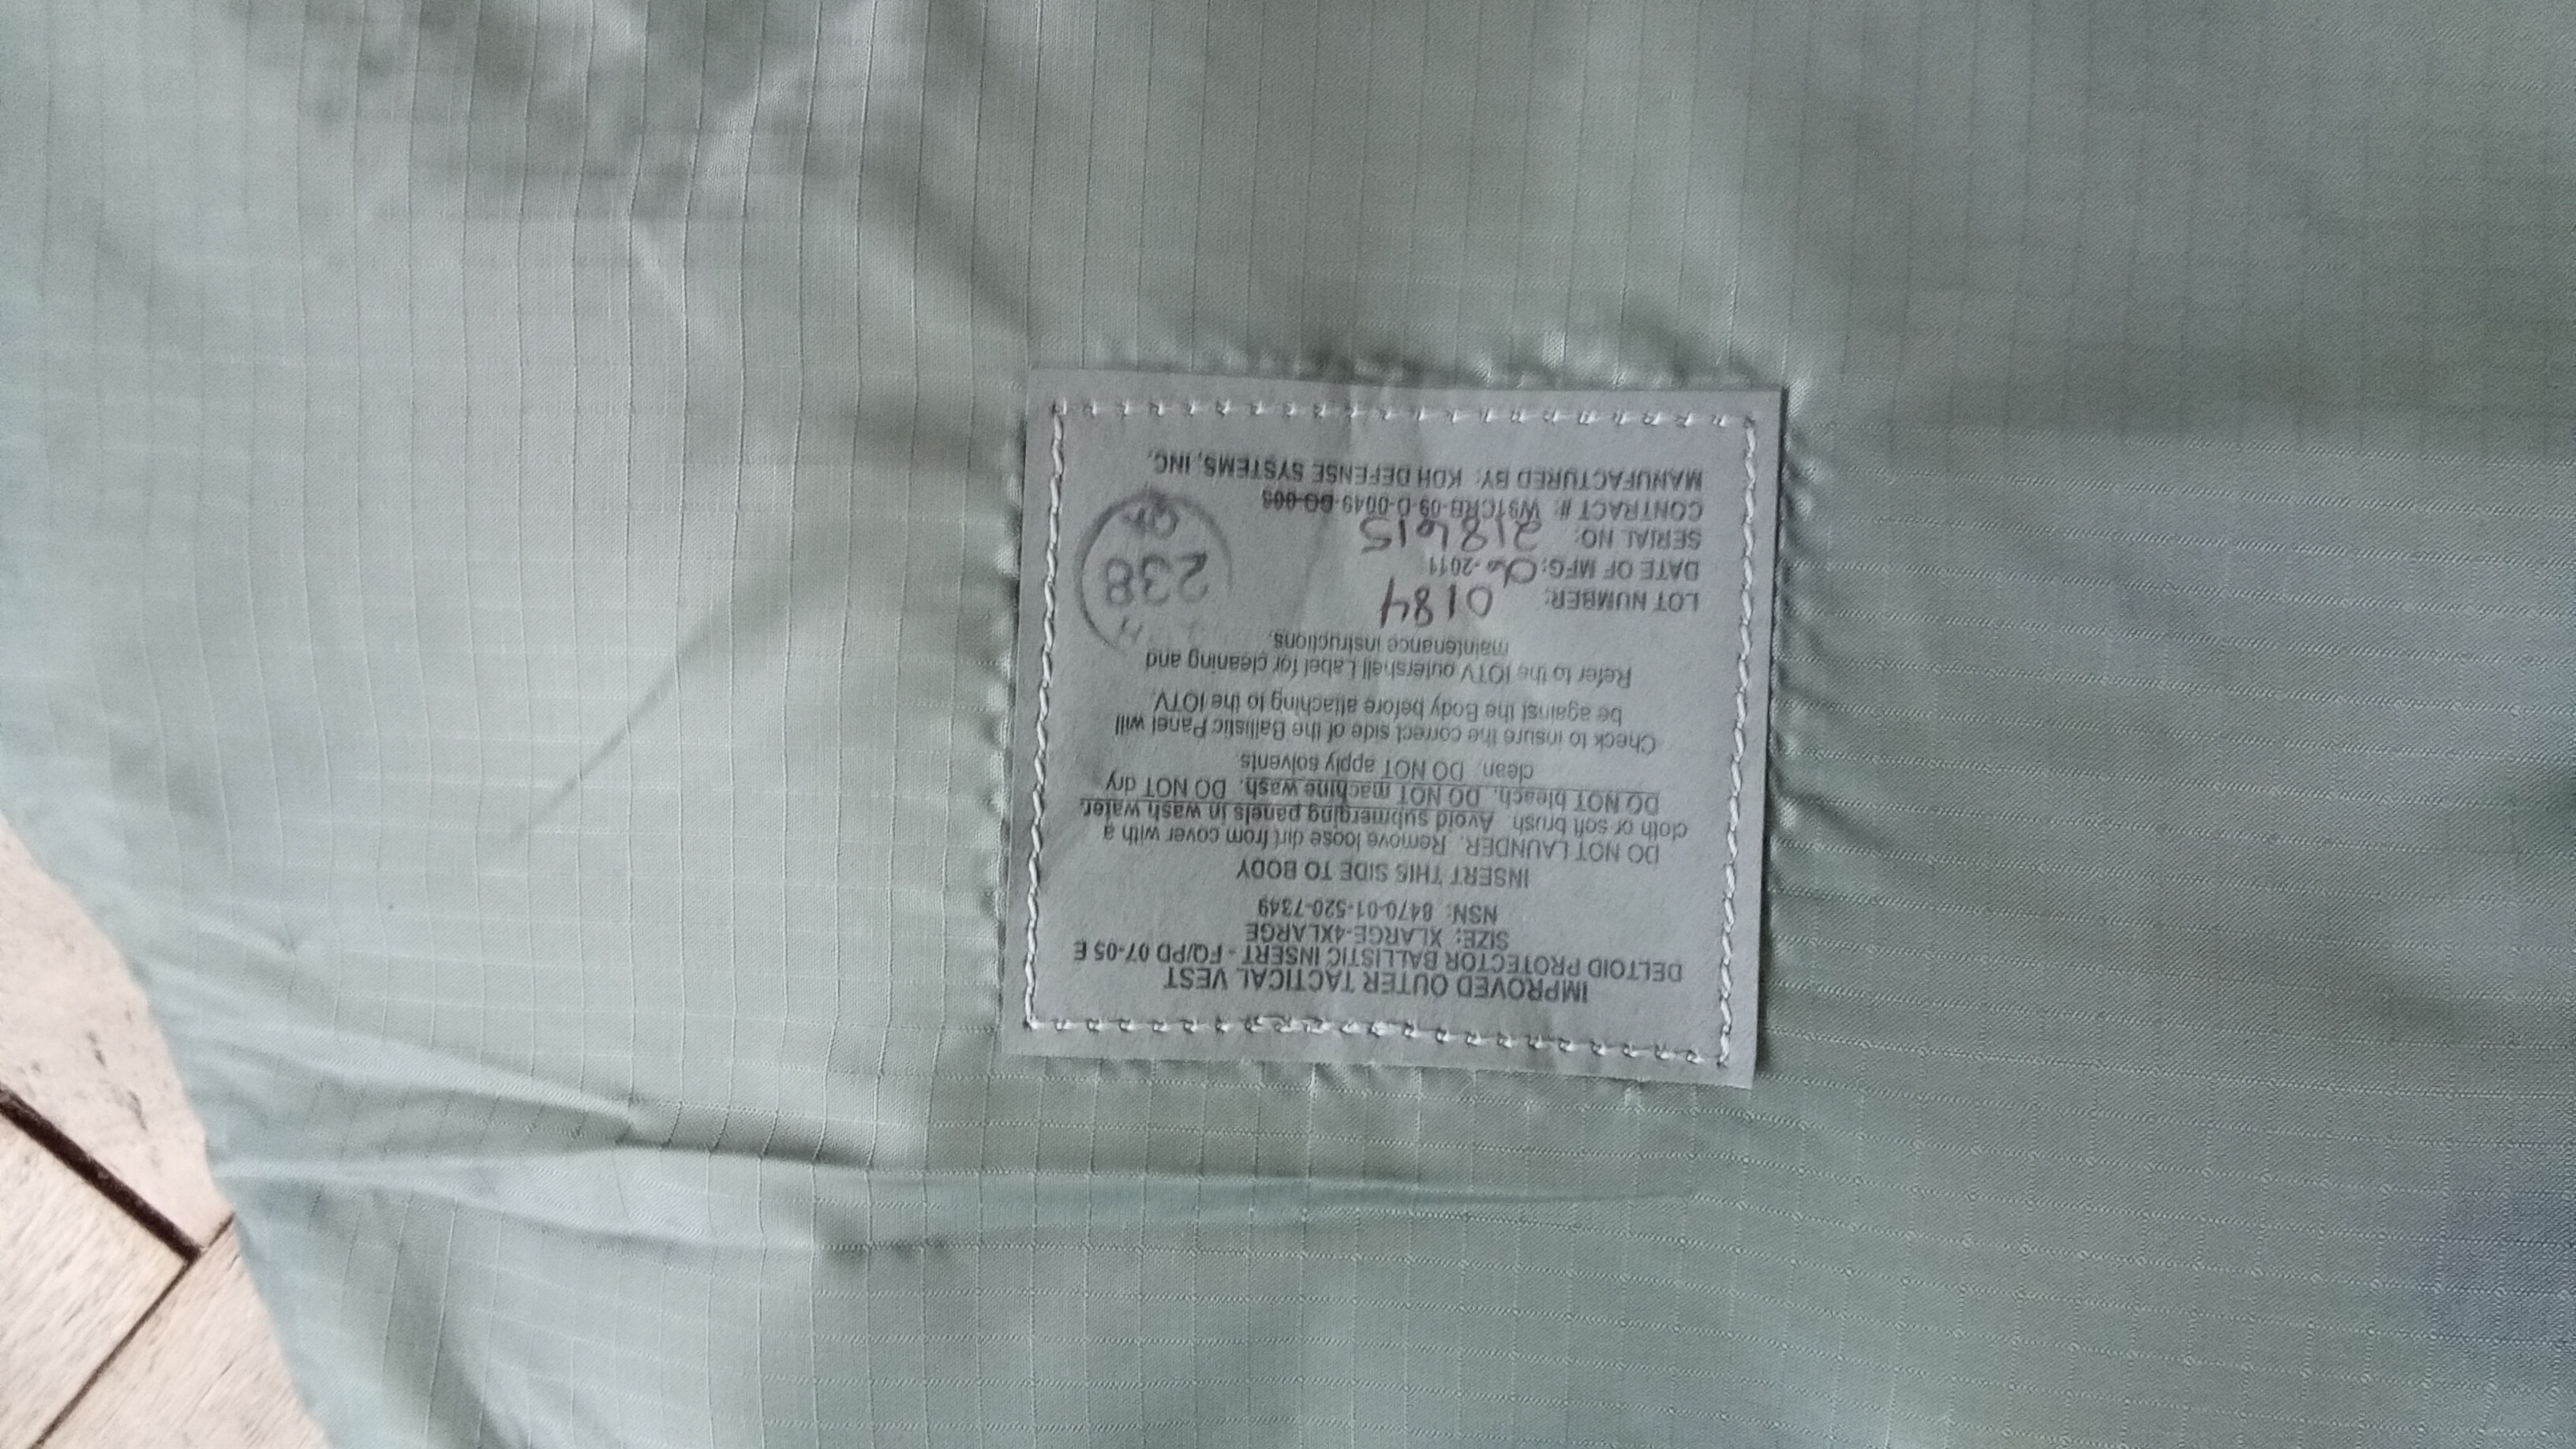 IMPROVED OUTER TACTICAL VEST
DELTOID PROTECTOR BALLISTIC INSERT - FQ/PD 07-05 E
SIZE: XLARGE-4XLARGE
NSN: 8470-01-520-7349
INSERT THIS SIDE TO BODY
DO NOT LAUNDER. Remove loose dirt from cover with a
cloth or soft brush. Avoid submerging panels in wash water.
DO NOT bleach. DO NOT machine wash. DO NOT dry
clean. DO NOT apply solvents.
Check to insure the correct side of the Ballistic Panel will
be against the Body before attaching to the IOTV.
Refer to the IOTV outershell Label for cleaning and
maintenance instructions.
LOT NUMBER: 0184
DATE OF MFG: 06-2011
SERIAL NO: 218615
CONTRACT #: W91CRB-09-D-0049
MANUFACTURED BY: KDH DEFENSE SYSTEMS, INC.
238
QA